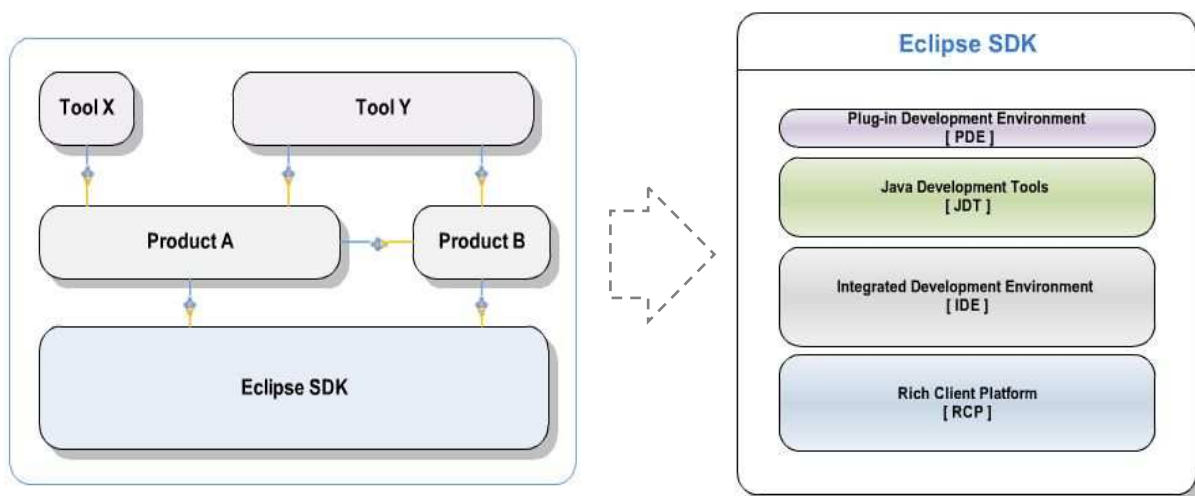 Tool X
Tool Y
Product A
Product B
Eclipse SDK
Eclipse SDK
Plug-in Development Environment
[ PDE ]
Java Development Tools
[ JDT ]
Integrated Development Environment
[ IDE ]
Rich Client Platform
[ RCP ]